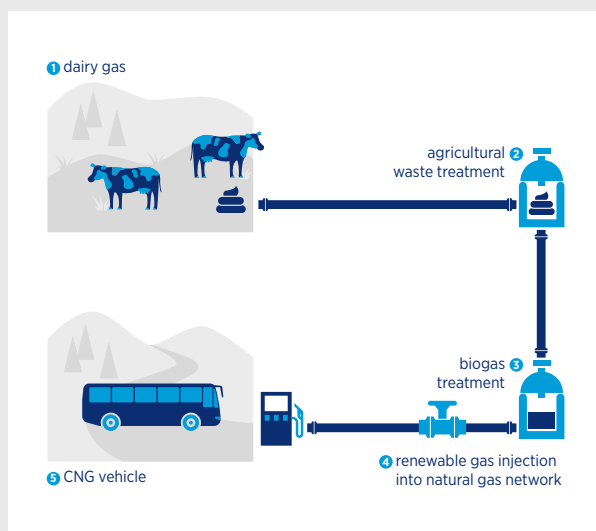 1 dairy gas
agricultural 2
waste treatment
biogas 3
treatment
4 renewable gas injection
into natural gas network
5 CNG vehicle